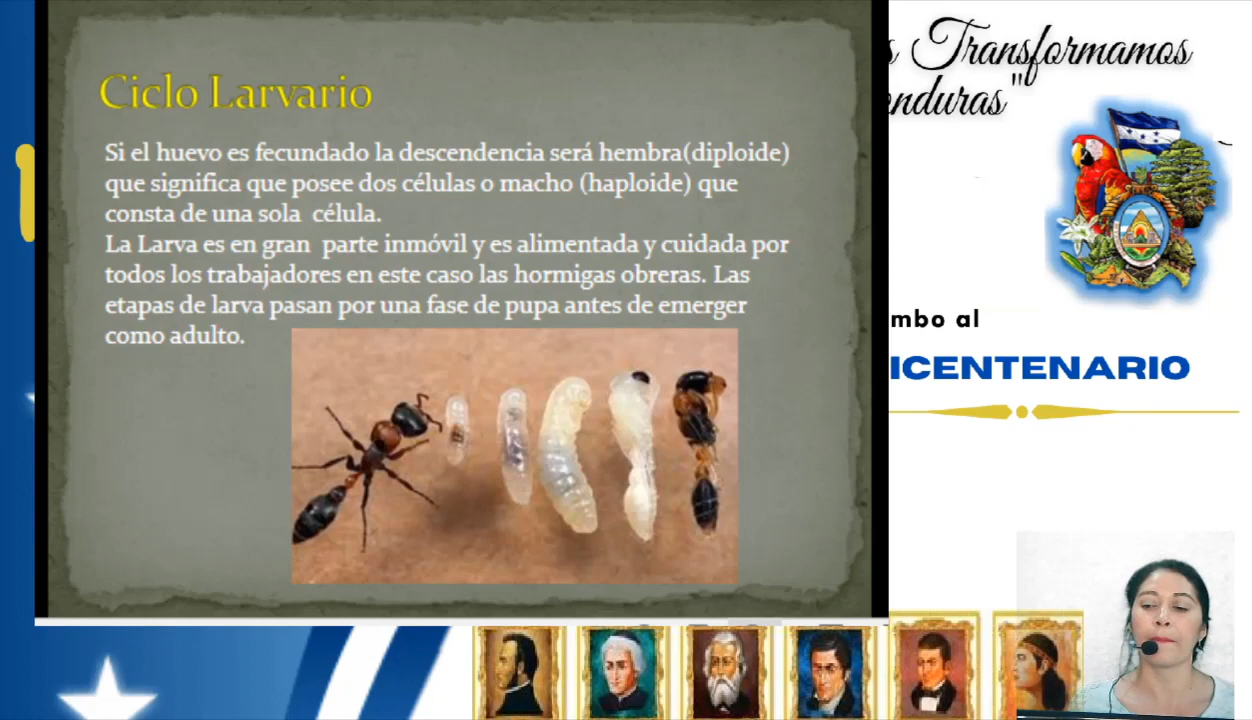 Ciclo Larvario
Si el huevo es fecundado la descendencia será hembra(diploide)
que significa que posee dos células o macho (haploide) que
consta de una sola célula.
La Larva es en gran parte inmóvil y es alimentada y cuidada por
todos los trabajadores en este caso las hormigas obreras. Las
etapas de larva pasan por una fase de pupa antes de emerger
como adulto.
s Transformamos
onduras"
mbo al
ICENTENARIO